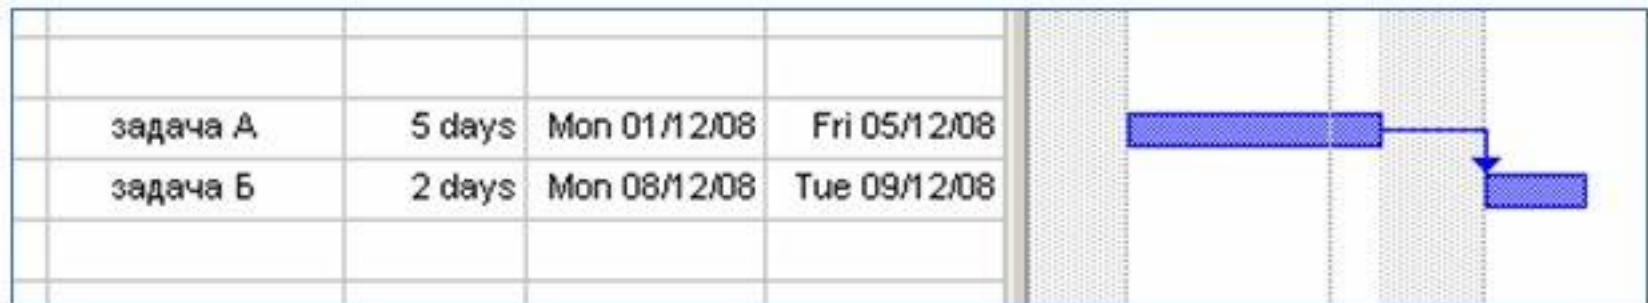 задача А 5 days Mon 01/12/08 Fri 05/12/08
задача Б 2 days Mon 08/12/08 Tue 09/12/08